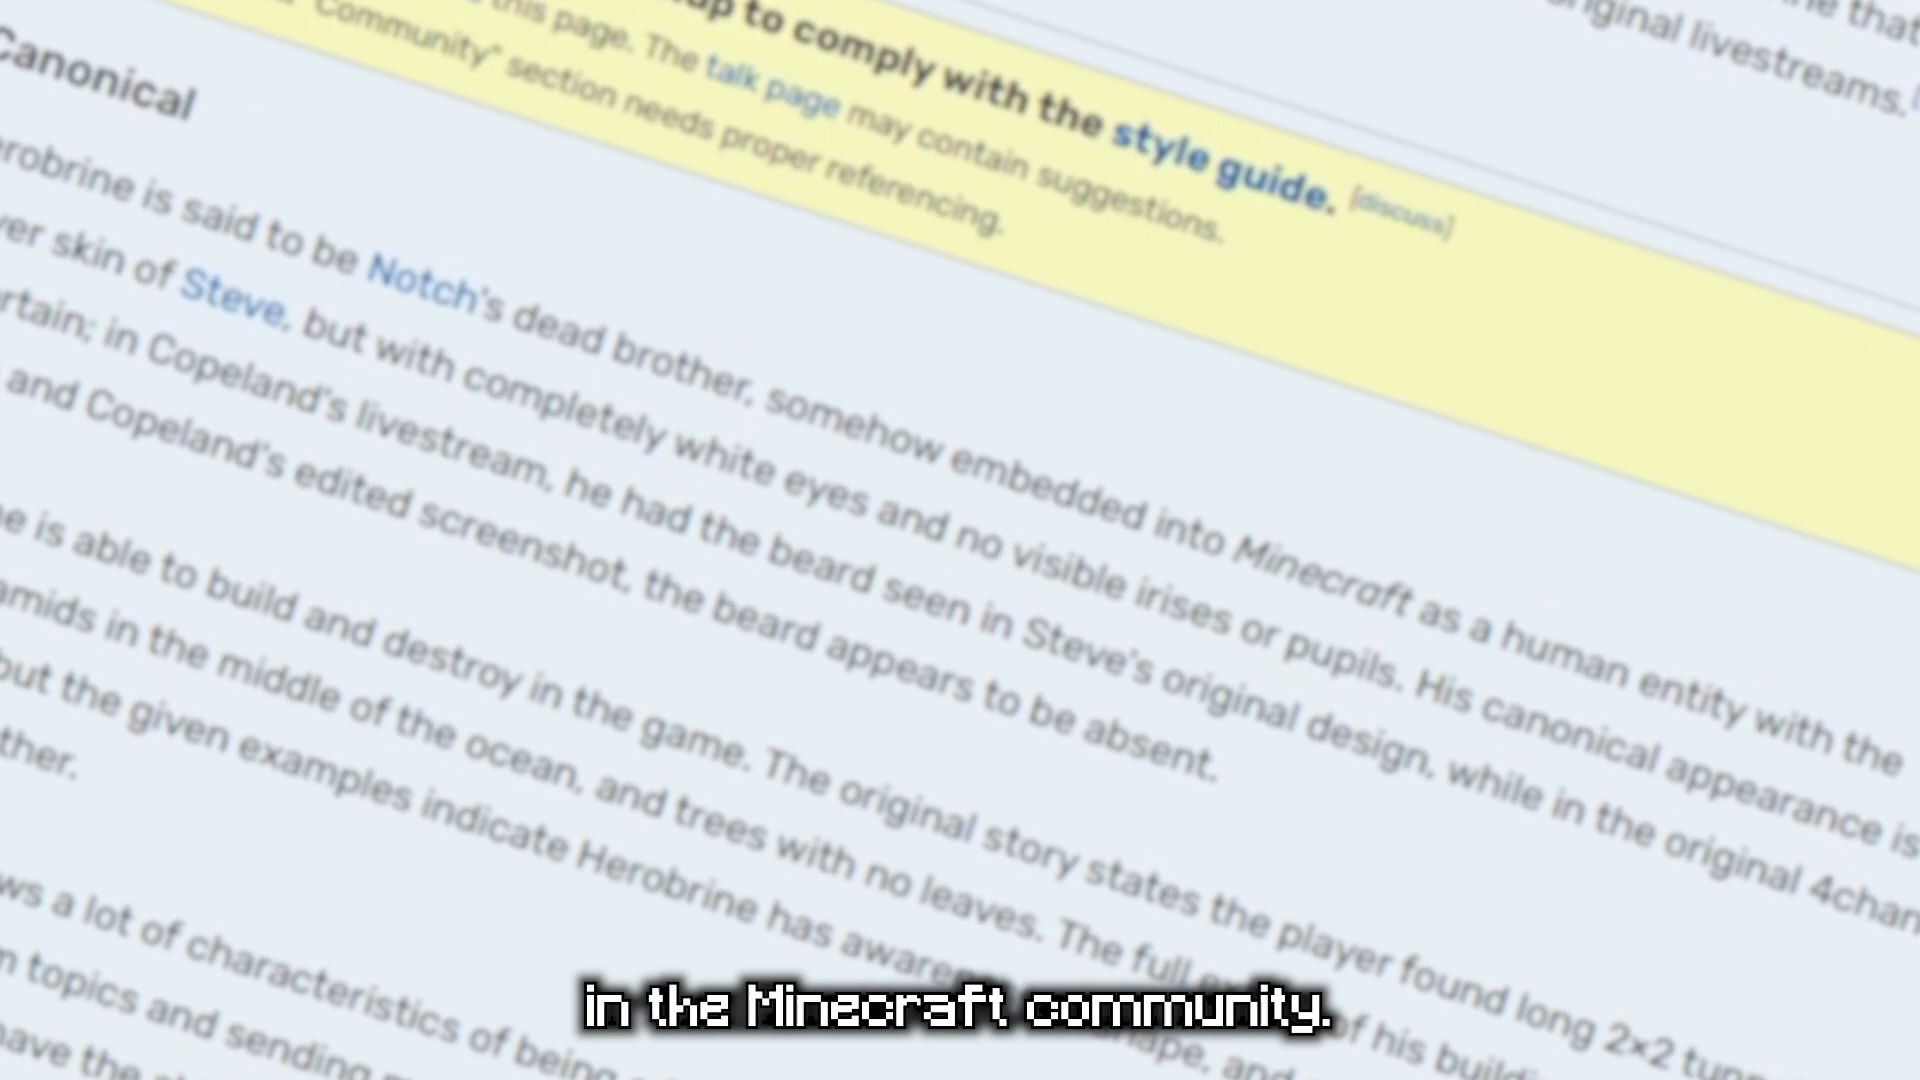 that
original livestreams.
up to comply with the style guide. [discuss]
this page. The talk page may contain suggestions.
"Community" section needs proper referencing.
Canonical
erobrine is said to be Notch's dead brother, somehow embedded into Minecraft as a human entity with the
er skin of Steve, but with completely white eyes and no visible irises or pupils. His canonical appearance is
rtain; in Copeland's livestream, he had the beard seen in Steve's original design, while in the original 4chan
and Copeland's edited screenshot, the beard appears to be absent.
e is able to build and destroy in the game. The original story states the player found long 2×2
amids in the middle of the ocean, and trees with no leaves. The full of his
but the given examples indicate Herobrine has and
ther.
ws a lot of characteristics of being
topics and sending
have the
in the Minecraft community.